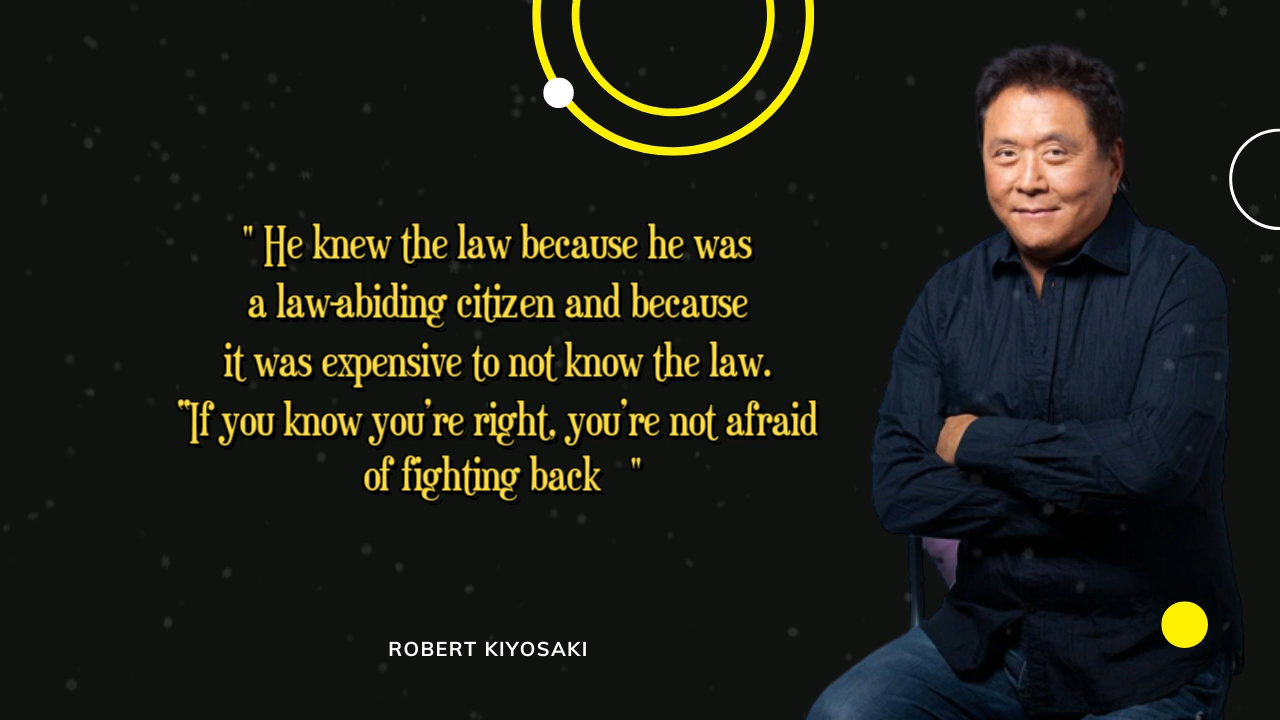 " He knew the law because he was
a law-abiding citizen and because
it was expensive to not know the law.
“If you know you’re right, you’re not afraid
of fighting back "
ROBERT KIYOSAKI